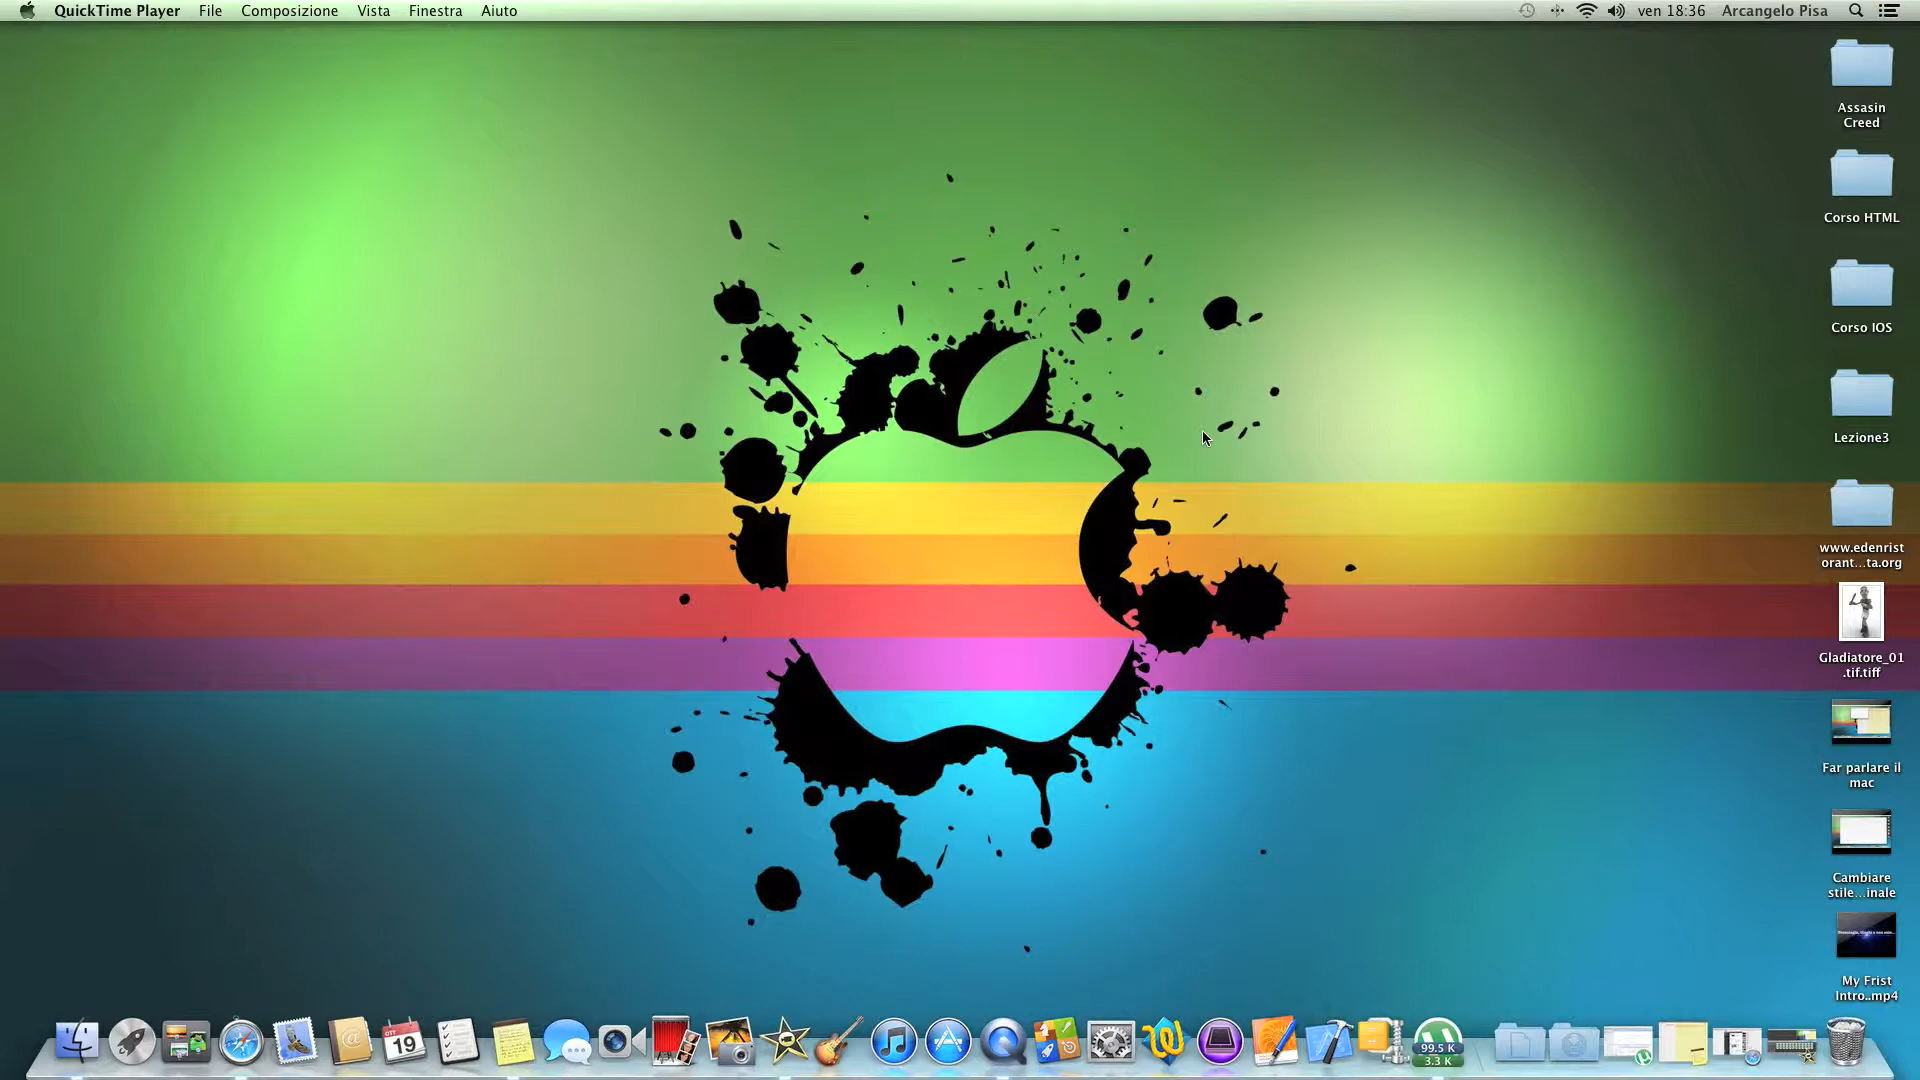 QuickTime Player File Composizione Vista Finestra Aiuto ven 18:36 Arcangelo Pisa
Assasin
Creed
Corso HTML
Corso IOS
Lezione3
www.edenrist
orant...ta.org
Gladiatore_01
.tif.tiff
Far parlare il
mac
Cambiare
stile...inale
My Frist
Intro..mp4
OTT
19
99.5 K
3.3 K